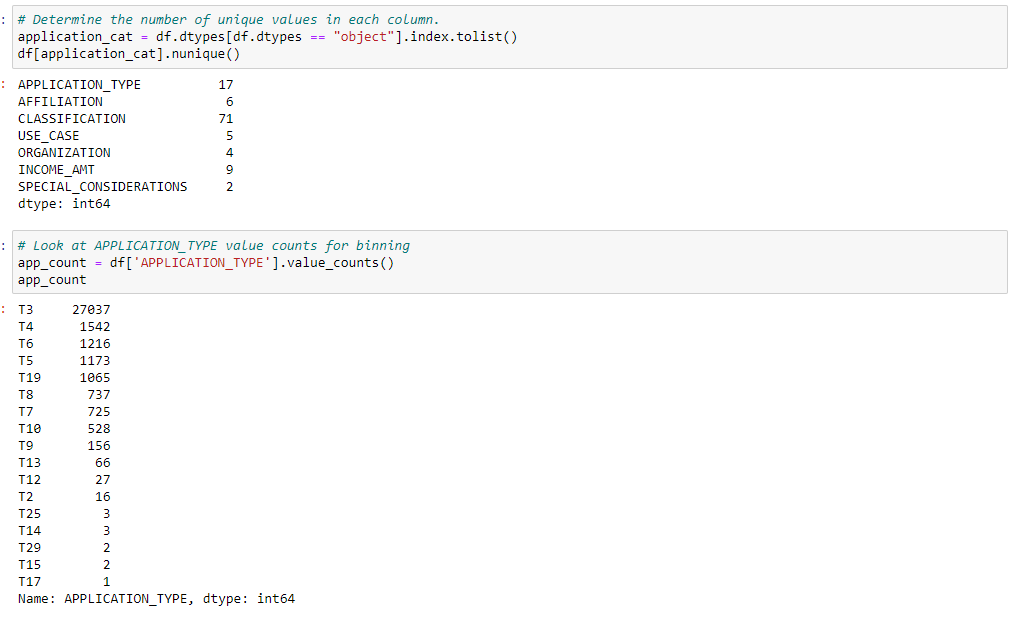 : # Determine the number of unique values in each column.
application_cat = df.dtypes[df.dtypes == "object"].index.tolist()
df[application_cat].nunique()
: APPLICATION_TYPE 17
AFFILIATION 6
CLASSIFICATION 71
USE_CASE 5
ORGANIZATION 4
INCOME_AMT 9
SPECIAL_CONSIDERATIONS 2
dtype: int64
: # Look at APPLICATION_TYPE value counts for binning
app_count = df['APPLICATION_TYPE'].value_counts()
app_count
: T3 27037
T4 1542
T6 1216
T5 1173
T19 1065
T8 737
T7 725
T10 528
T9 156
T13 66
T12 27
T2 16
T25 3
T14 3
T29 2
T15 2
T17 1
Name: APPLICATION_TYPE, dtype: int64